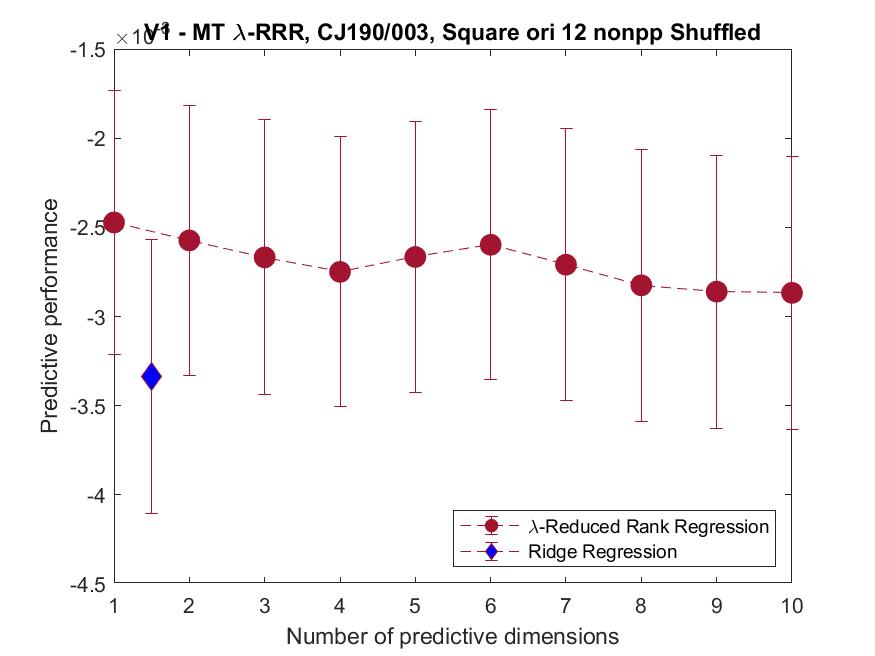 ×10⁻³
V1 - MT λ-RRR, CJ190/003, Square ori 12 nonpp Shuffled
-1.5
-2
-2.5
-3
-3.5
-4
-4.5
Predictive performance
1 2 3 4 5 6 7 8 9 10
Number of predictive dimensions
λ-Reduced Rank Regression
Ridge Regression